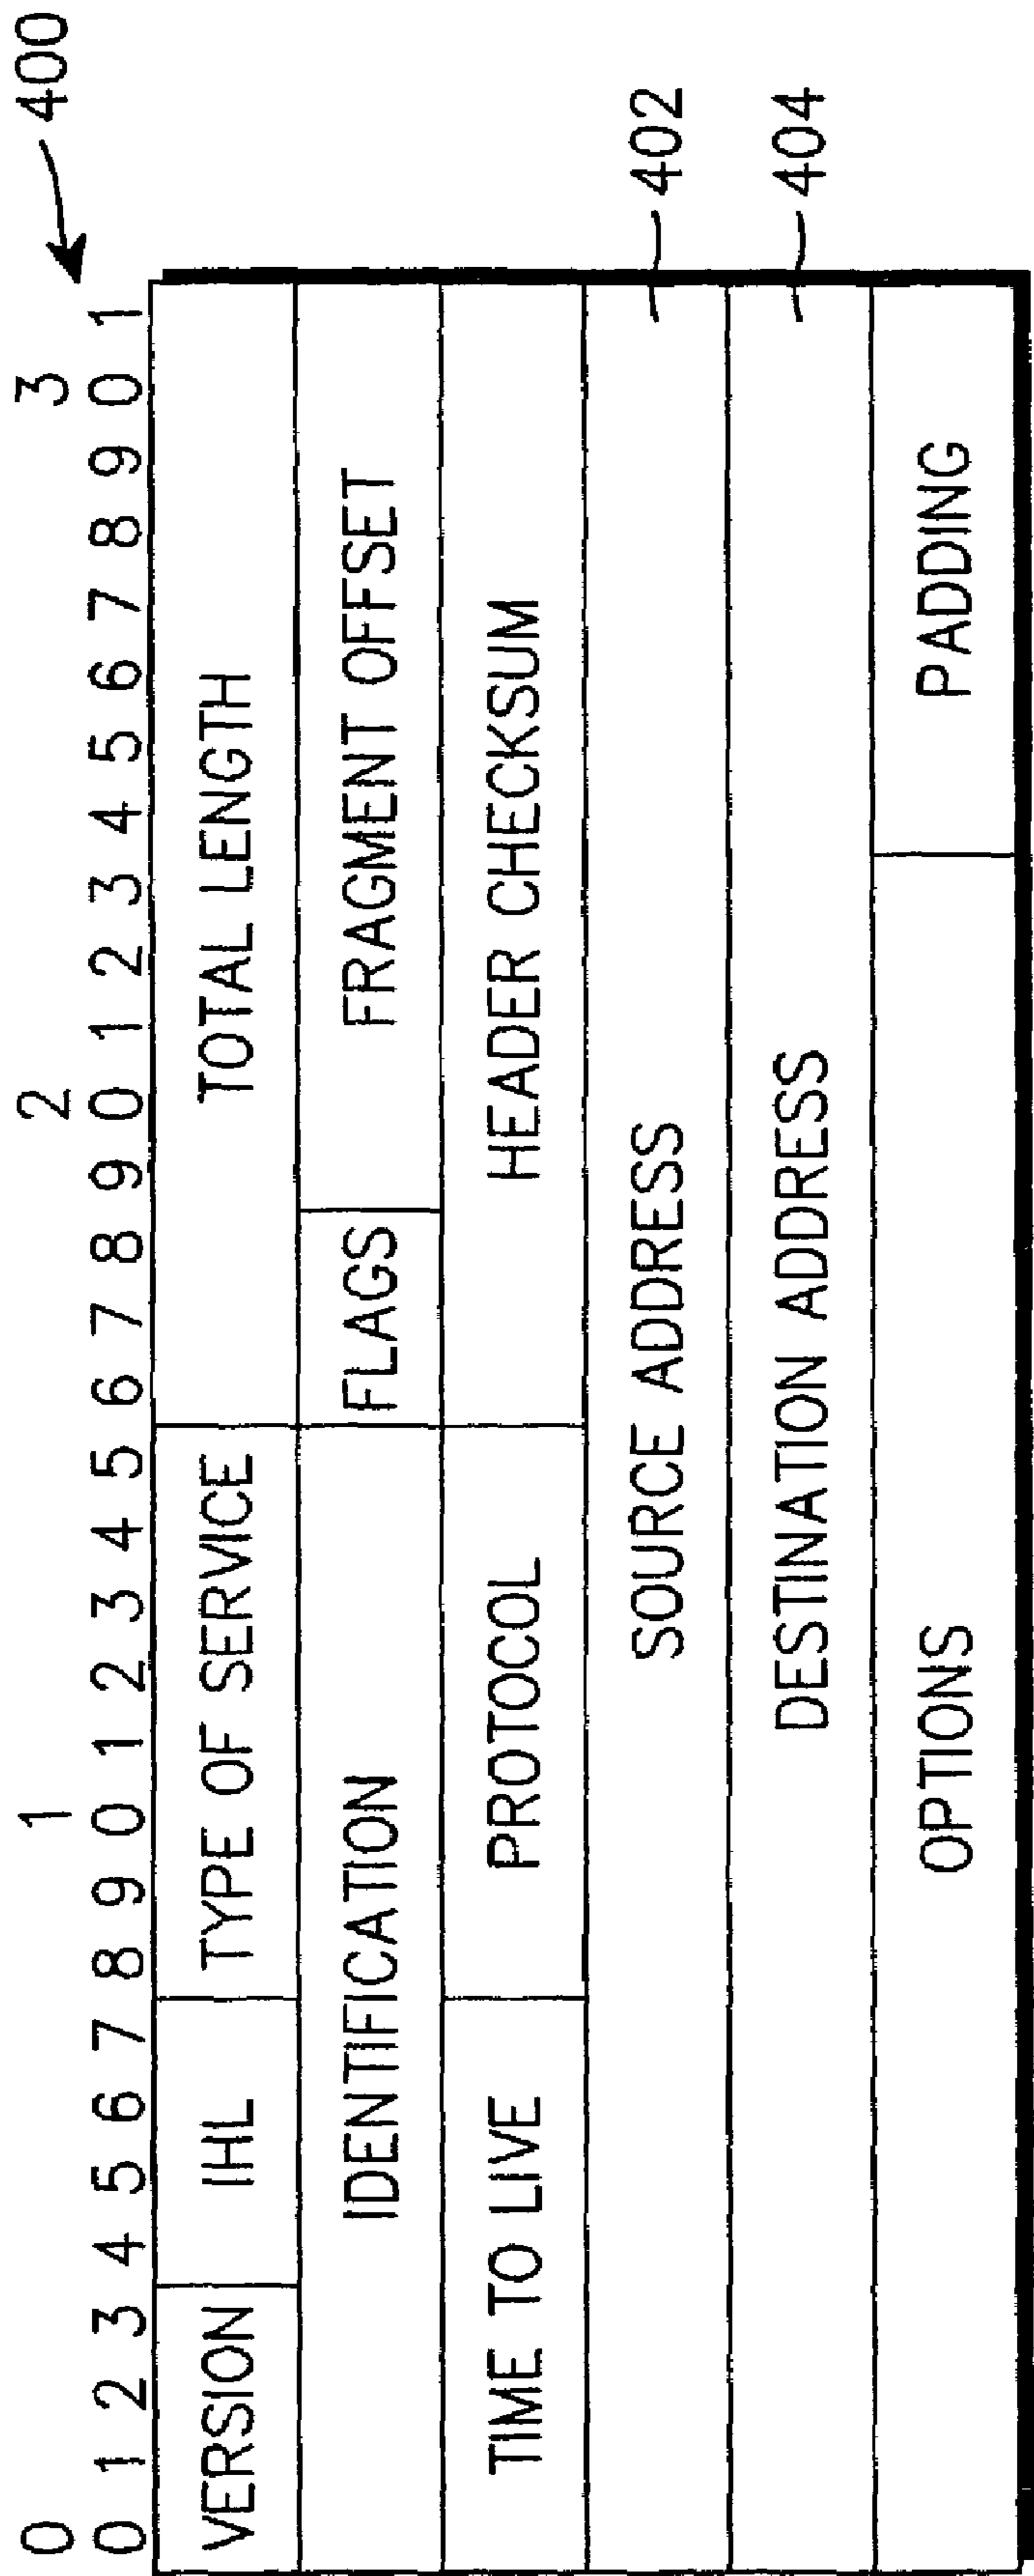 0 1 2 3
0 1 2 3 4 5 6 7 8 9 0 1 2 3 4 5 6 7 8 9 0 1 2 3 4 5 6 7 8 9 0 1
400
VERSION IHL TYPE OF SERVICE TOTAL LENGTH
IDENTIFICATION FLAGS FRAGMENT OFFSET
TIME TO LIVE PROTOCOL HEADER CHECKSUM
SOURCE ADDRESS 402
DESTINATION ADDRESS 404
OPTIONS PADDING